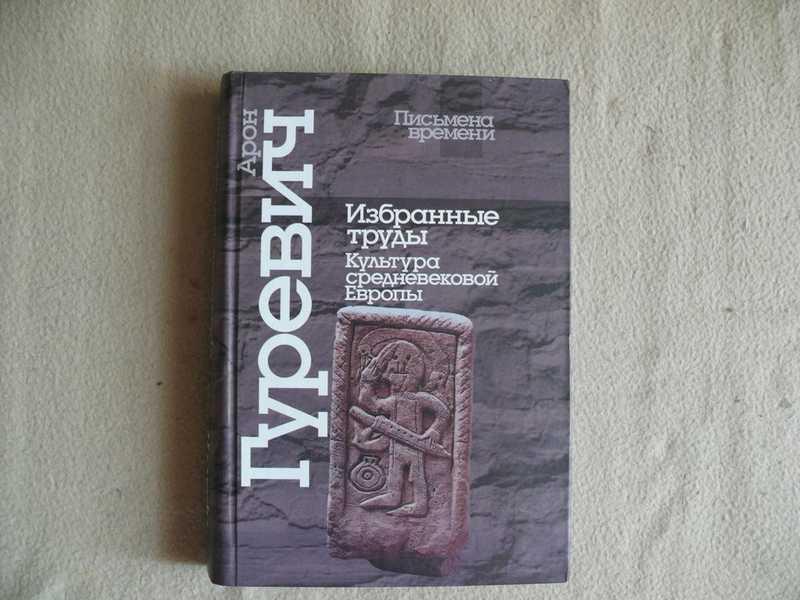 Арон
Гуревич
Письмена
времени
Избранные
труды
Культура
средневековой
Европы